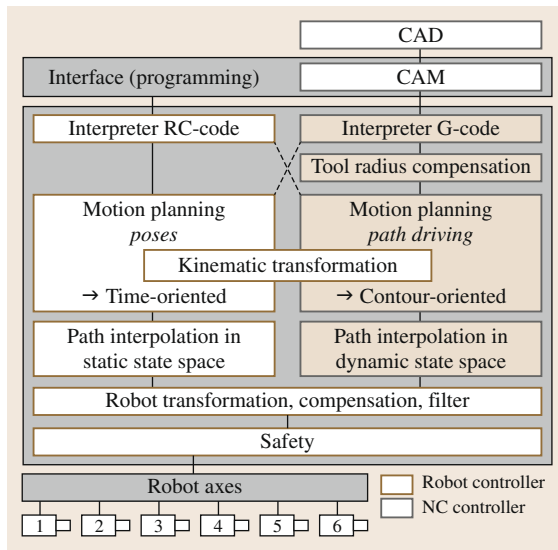 CAD
Interface (programming)
CAM
Interpreter RC-code
Interpreter G-code
Tool radius compensation
Motion planning
poses
Motion planning
path driving
Kinematic transformation
→ Time-oriented
→ Contour-oriented
Path interpolation in
static state space
Path interpolation in
dynamic state space
Robot transformation, compensation, filter
Safety
Robot axes
1 2 3 4 5 6
Robot controller
NC controller